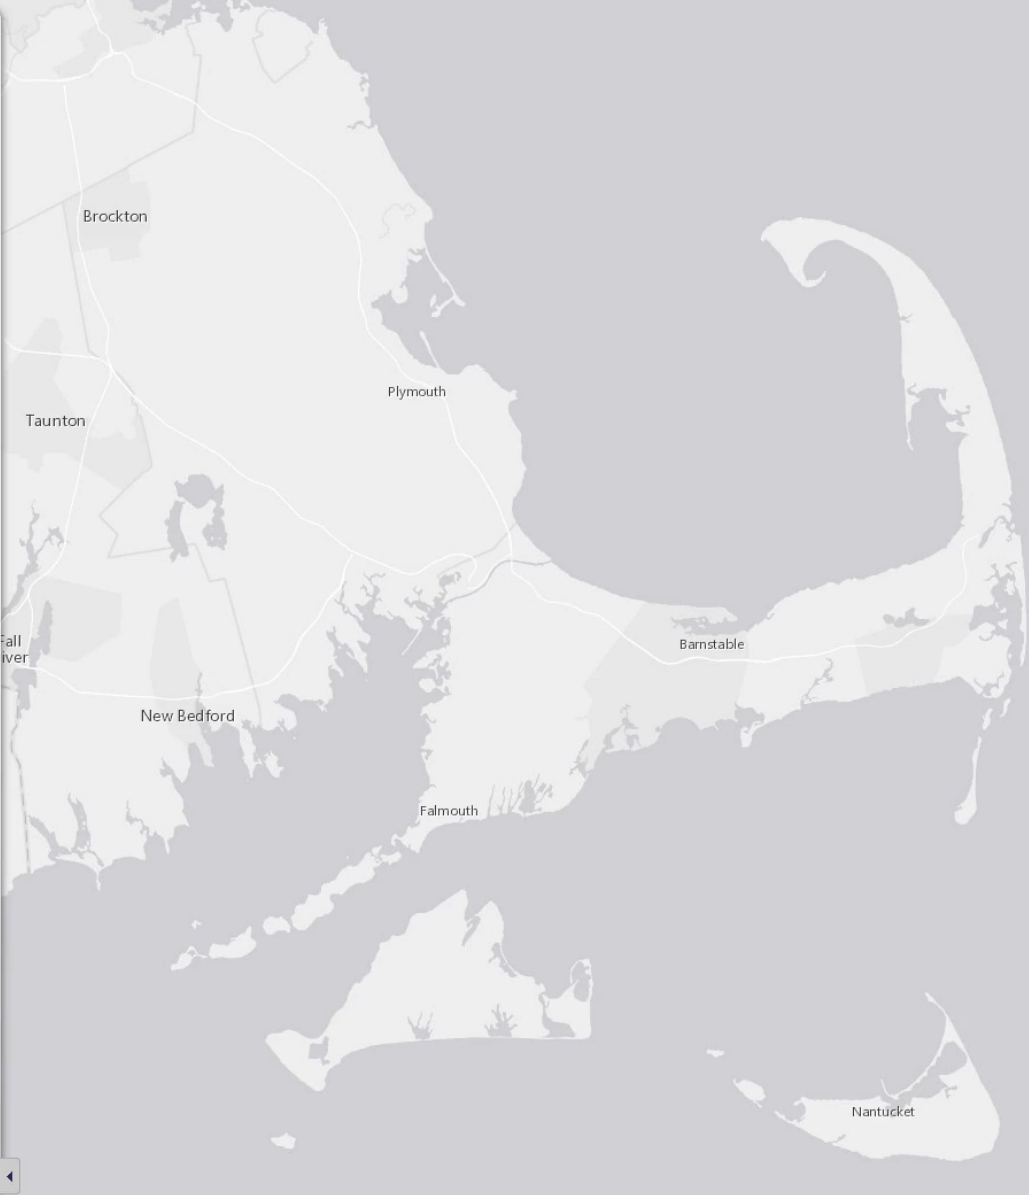 Brockton
Plymouth
Taunton
Fall
iver
Barnstable
New Bedford
Falmouth
Nantucket